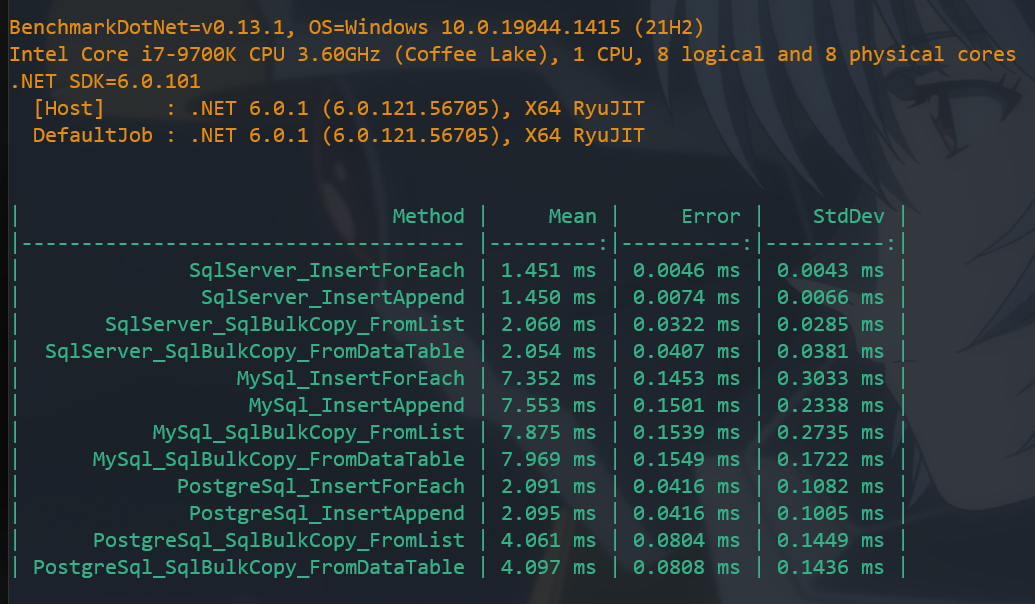 BenchmarkDotNet=v0.13.1, OS=Windows 10.0.19044.1415 (21H2)
Intel Core i7-9700K CPU 3.60GHz (Coffee Lake), 1 CPU, 8 logical and 8 physical cores
.NET SDK=6.0.101
  [Host]     : .NET 6.0.1 (6.0.121.56705), X64 RyuJIT
  DefaultJob : .NET 6.0.1 (6.0.121.56705), X64 RyuJIT
|                               Method |     Mean |     Error |    StdDev |
|------------------------------------- |---------:|----------:|----------:|
|              SqlServer_InsertForEach | 1.451 ms | 0.0046 ms | 0.0043 ms |
|               SqlServer_InsertAppend | 1.450 ms | 0.0074 ms | 0.0066 ms |
|       SqlServer_SqlBulkCopy_FromList | 2.060 ms | 0.0322 ms | 0.0285 ms |
|  SqlServer_SqlBulkCopy_FromDataTable | 2.054 ms | 0.0407 ms | 0.0381 ms |
|                  MySql_InsertForEach | 7.352 ms | 0.1453 ms | 0.3033 ms |
|                   MySql_InsertAppend | 7.553 ms | 0.1501 ms | 0.2338 ms |
|           MySql_SqlBulkCopy_FromList | 7.875 ms | 0.1539 ms | 0.2735 ms |
|      MySql_SqlBulkCopy_FromDataTable | 7.969 ms | 0.1549 ms | 0.1722 ms |
|             PostgreSql_InsertForEach | 2.091 ms | 0.0416 ms | 0.1082 ms |
|              PostgreSql_InsertAppend | 2.095 ms | 0.0416 ms | 0.1005 ms |
|      PostgreSql_SqlBulkCopy_FromList | 4.061 ms | 0.0804 ms | 0.1449 ms |
| PostgreSql_SqlBulkCopy_FromDataTable | 4.097 ms | 0.0808 ms | 0.1436 ms |